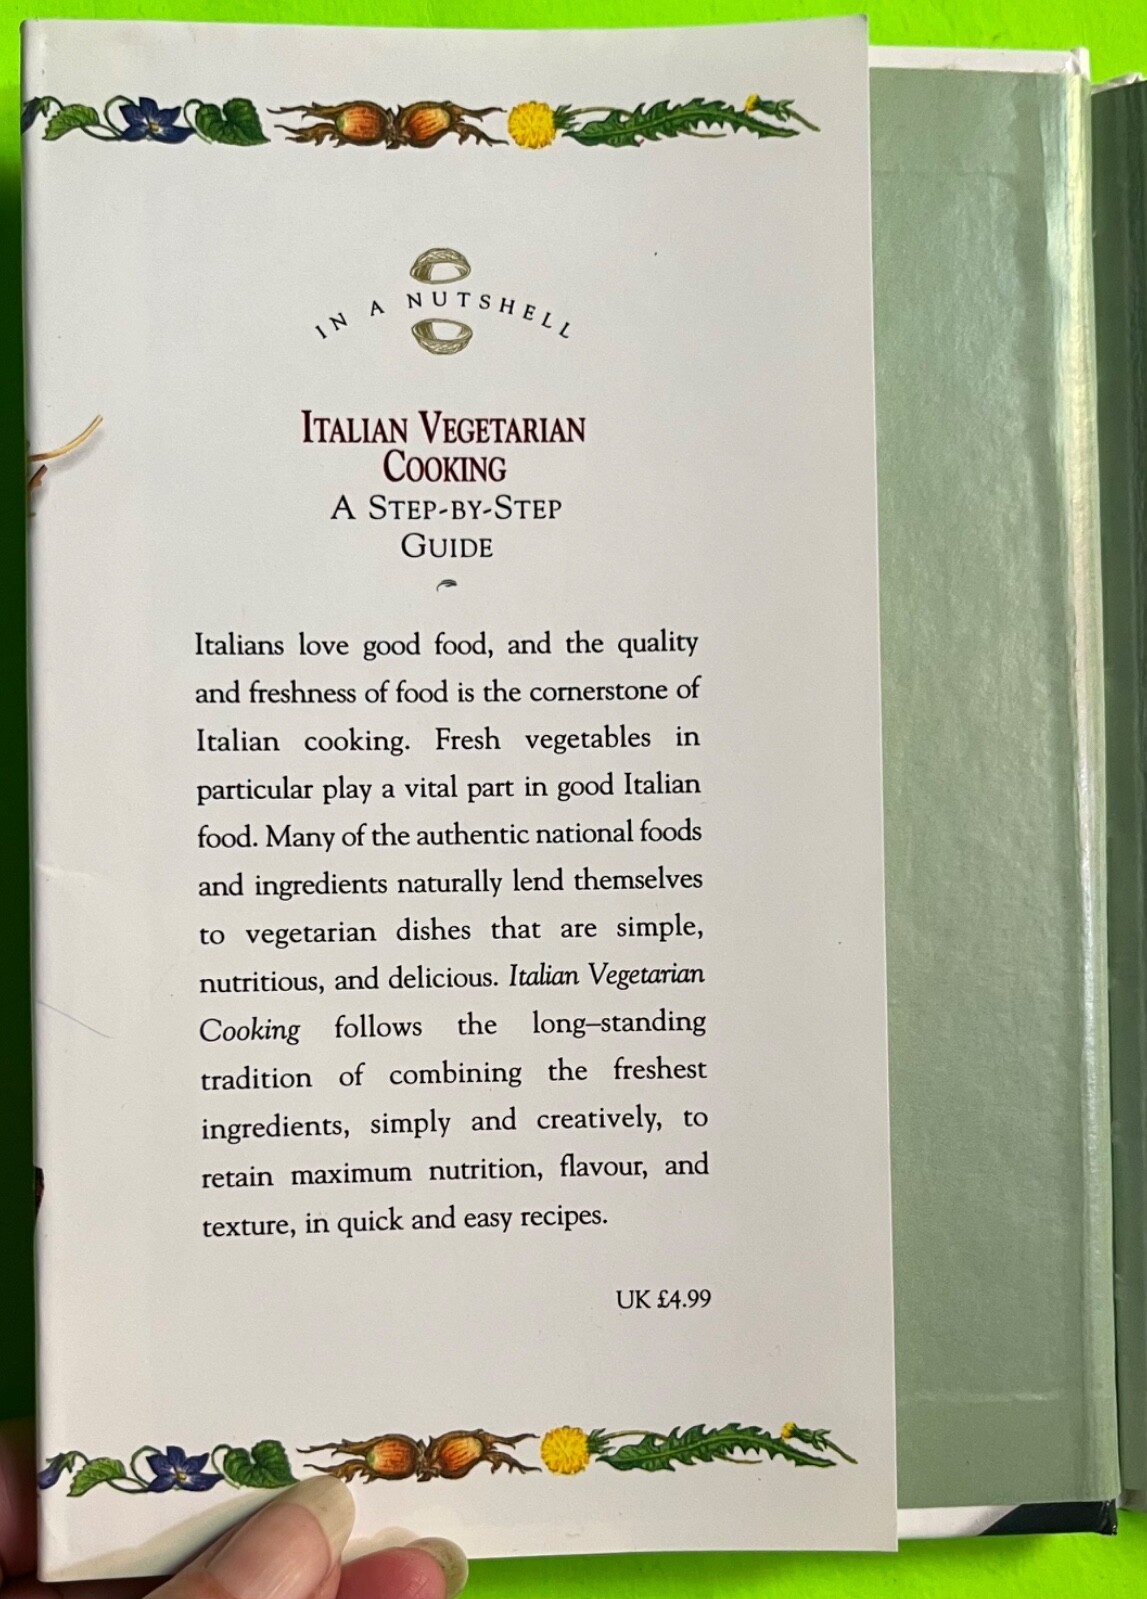 IN A NUTSHELL
ITALIAN VEGETARIAN
COOKING
A STEP-BY-STEP
GUIDE
Italians love good food, and the quality
and freshness of food is the cornerstone of
Italian cooking. Fresh vegetables in
particular play a vital part in good Italian
food. Many of the authentic national foods
and ingredients naturally lend themselves
to vegetarian dishes that are simple,
nutritious, and delicious. Italian Vegetarian
Cooking follows the long–standing
tradition of combining the freshest
ingredients, simply and creatively, to
retain maximum nutrition, flavour, and
texture, in quick and easy recipes.
UK £4.99